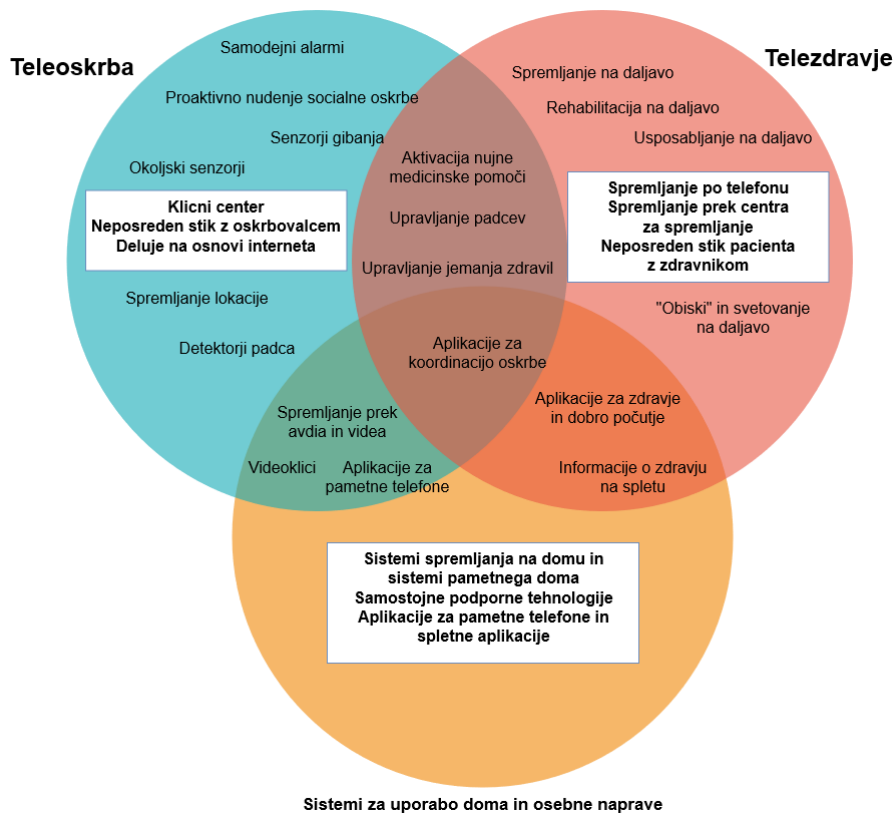 Teleoskrba
Telezdravje
Samodejni alarmi
Proaktivno nudenje socialne oskrbe
Senzorji gibanja
Okoljski senzorji
Klicni center
Neposreden stik z oskrbovalcem
Deluje na osnovi interneta
Spremljanje lokacije
Detektorji padca
Aktivacija nujne
medicinske pomoči
Upravljanje padcev
Upravljanje jemanja zdravil
Spremljanje na daljavo
Rehabilitacija na daljavo
Usposabljanje na daljavo
Spremljanje po telefonu
Spremljanje prek centra
za spremljanje
Neposreden stik pacienta
z zdravnikom
"Obiski" in svetovanje
na daljavo
Aplikacije za
koordinacijo oskrbe
Spremljanje prek
avdia in videa
Videoklici
Aplikacije za
pametne telefone
Aplikacije za zdravje
in dobro počutje
Informacije o zdravju
na spletu
Sistemi spremljanja na domu in
sistemi pametnega doma
Samostojne podporne tehnologije
Aplikacije za pametne telefone in
spletne aplikacije
Sistemi za uporabo doma in osebne naprave